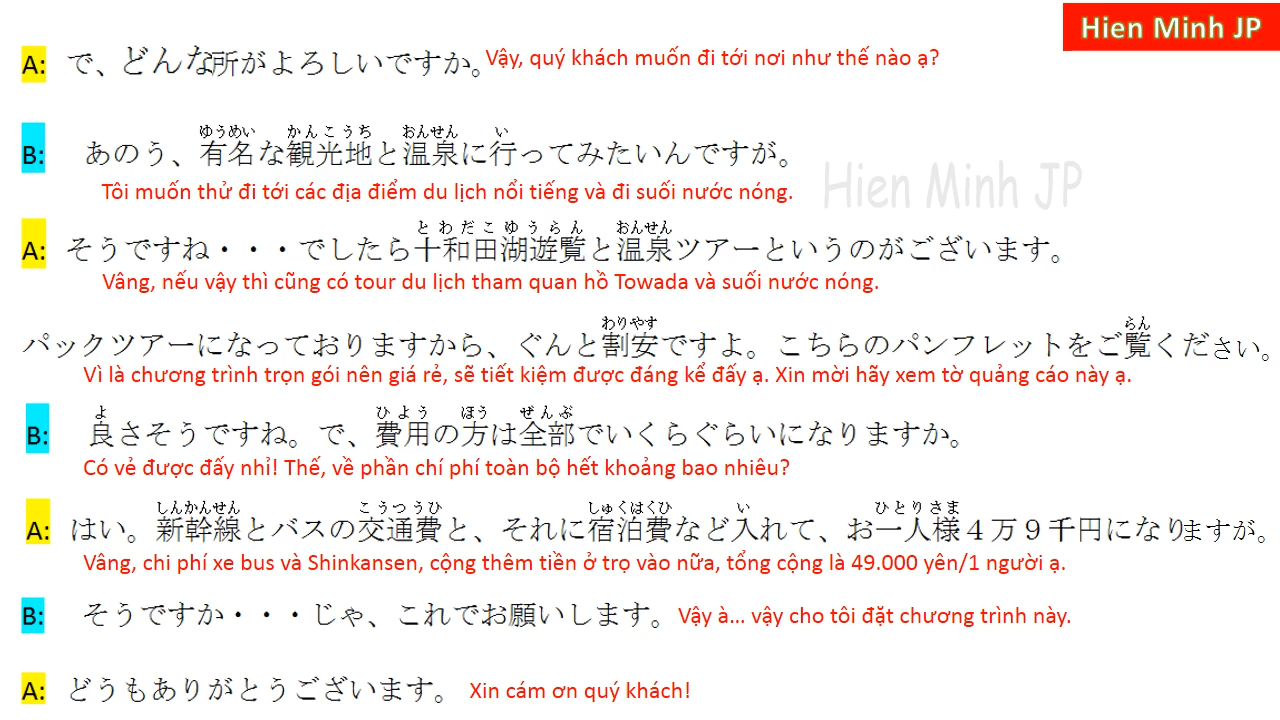 Hien Minh JP
A: で、どんな所がよろしいですか。Vậy, quý khách muốn đi tới nơi như thế nào ạ?
ゆうめい かんこうち おんせん い
B: あのう、有名な観光地と温泉に行ってみたいんですが。
Hien Minh JP
Tôi muốn thử đi tới các địa điểm du lịch nổi tiếng và đi suối nước nóng.
とわだこゆうらん おんせん
A: そうですね・・・でしたら十和田湖遊覧と温泉ツアーというのがございます。
Vâng, nếu vậy thì cũng có tour du lịch tham quan hồ Towada và suối nước nóng.
わりやす らん
パックツアーになっておりますから、ぐんと割安ですよ。こちらのパンフレットをご覧ください。
Vì là chương trình trọn gói nên giá rẻ, sẽ tiết kiệm được đáng kể đấy ạ. Xin mời hãy xem tờ quảng cáo này ạ.
よ ひよう ほう ぜんぶ
B: 良さそうですね。で、費用の方は全部でいくらぐらいになりますか。
Có vẻ được đấy nhỉ! Thế, về phần chí phí toàn bộ hết khoảng bao nhiêu?
しんかんせん こうつうひ しゅくはくひ い ひとりさま
A: はい。新幹線とバスの交通費と、それに宿泊費など入れて、お一人様４万９千円になりますが。
Vâng, chi phí xe bus và Shinkansen, cộng thêm tiền ở trọ vào nữa, tổng cộng là 49.000 yên/1 người ạ.
B: そうですか・・・じゃ、これでお願いします。Vậy à... vậy cho tôi đặt chương trình này.
A: どうもありがとうございます。 Xin cám ơn quý khách!